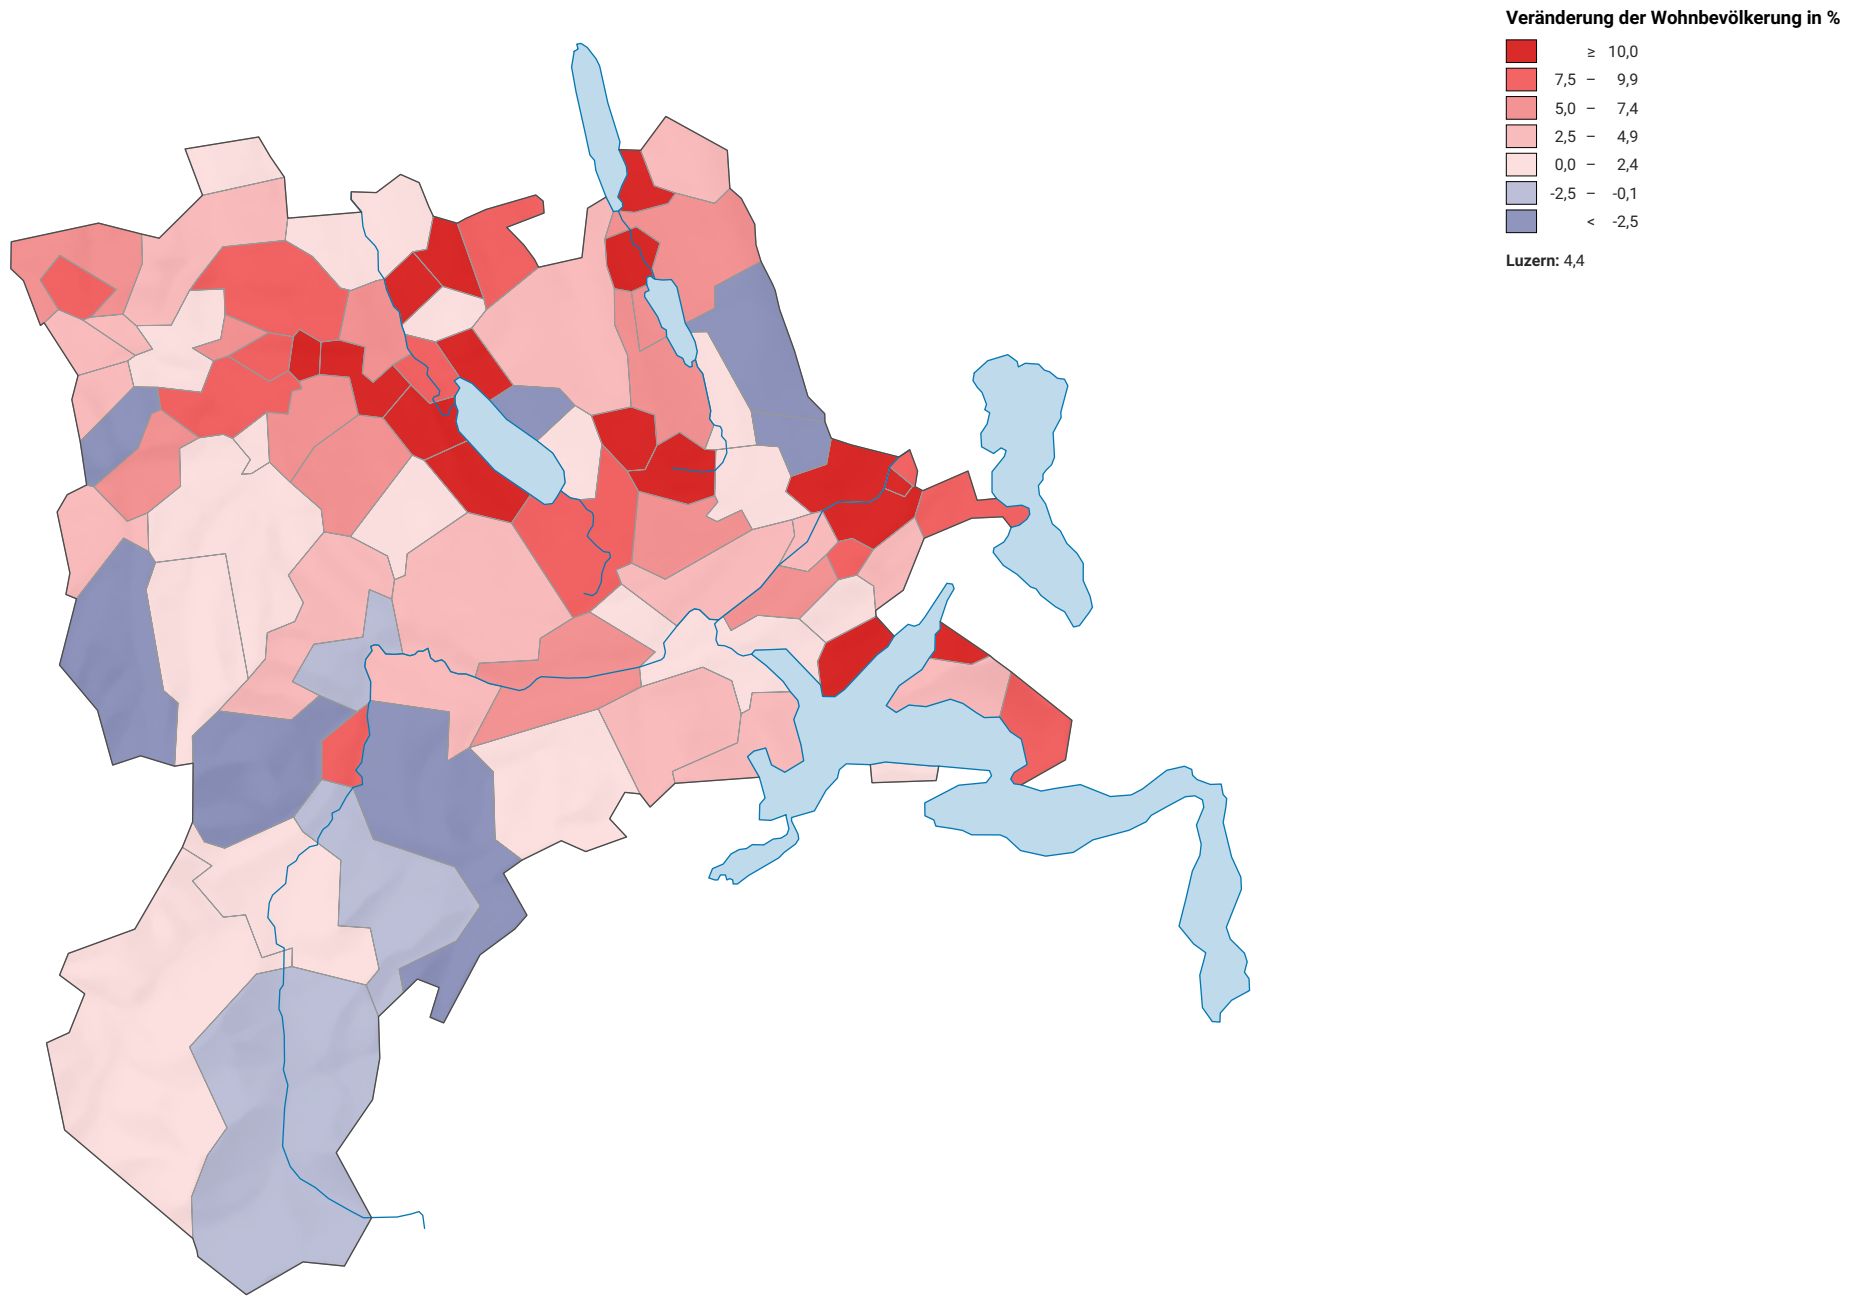 Veränderung der Wohnbevölkerung in %
≥ 10,0
7,5 – 9,9
5,0 – 7,4
2,5 – 4,9
0,0 – 2,4
-2,5 – -0,1
< -2,5
Luzern: 4,4